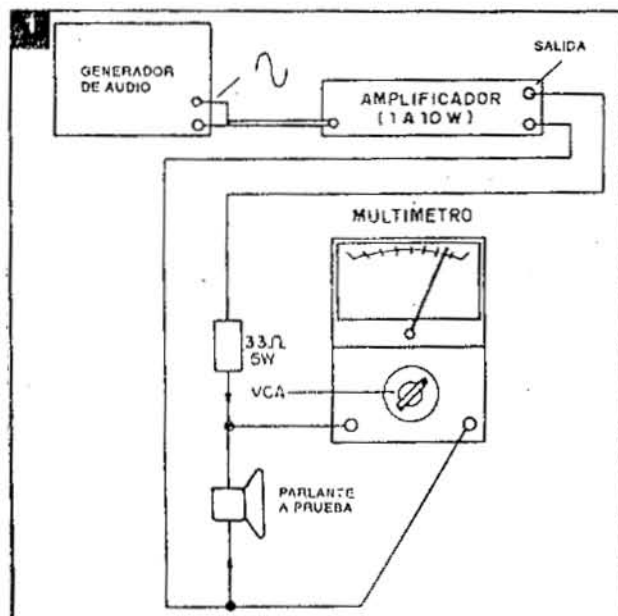 1
GENERADOR
DE AUDIO
SALIDA
AMPLIFICADOR
(1 A 10 W)
MULTIMETRO
33Ω
5W
VCA
PARLANTE
A PRUEBA